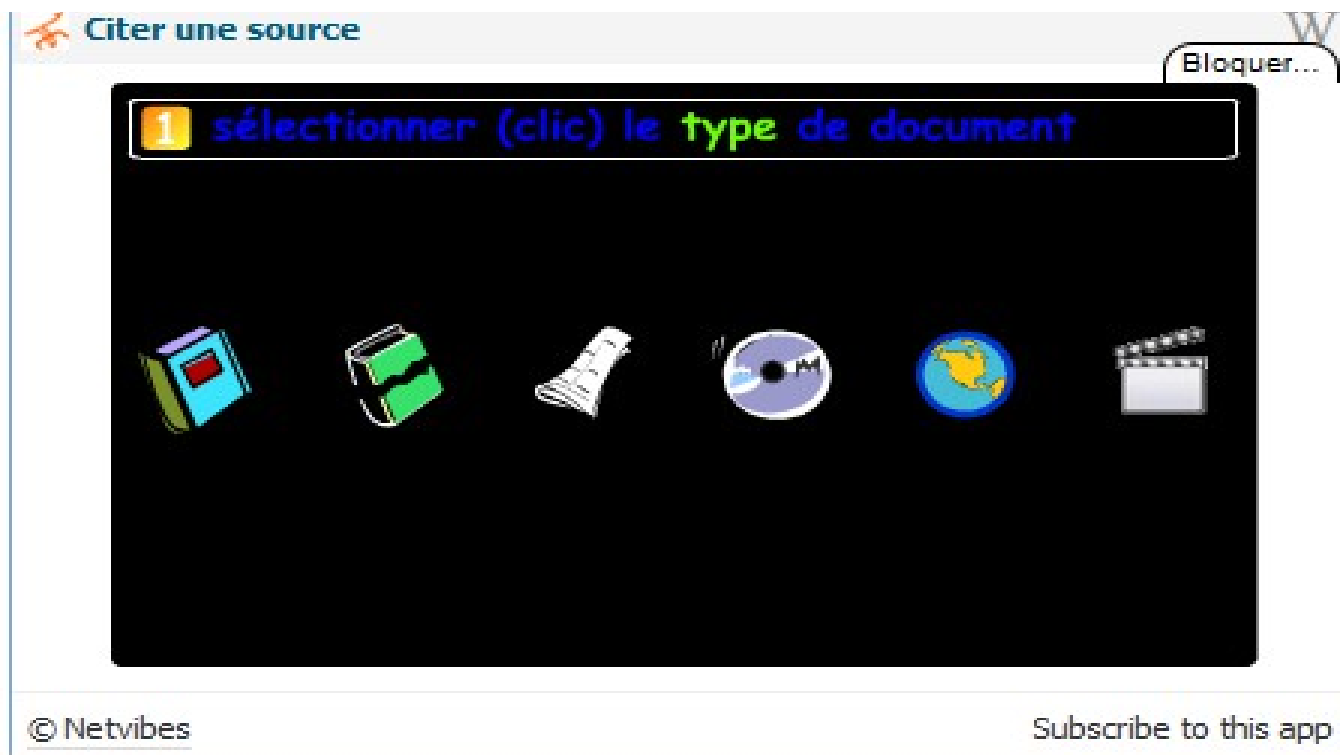 Citer une source
W
Bloquer...
1 sélectionner (clic) le type de document
© Netvibes
Subscribe to this app